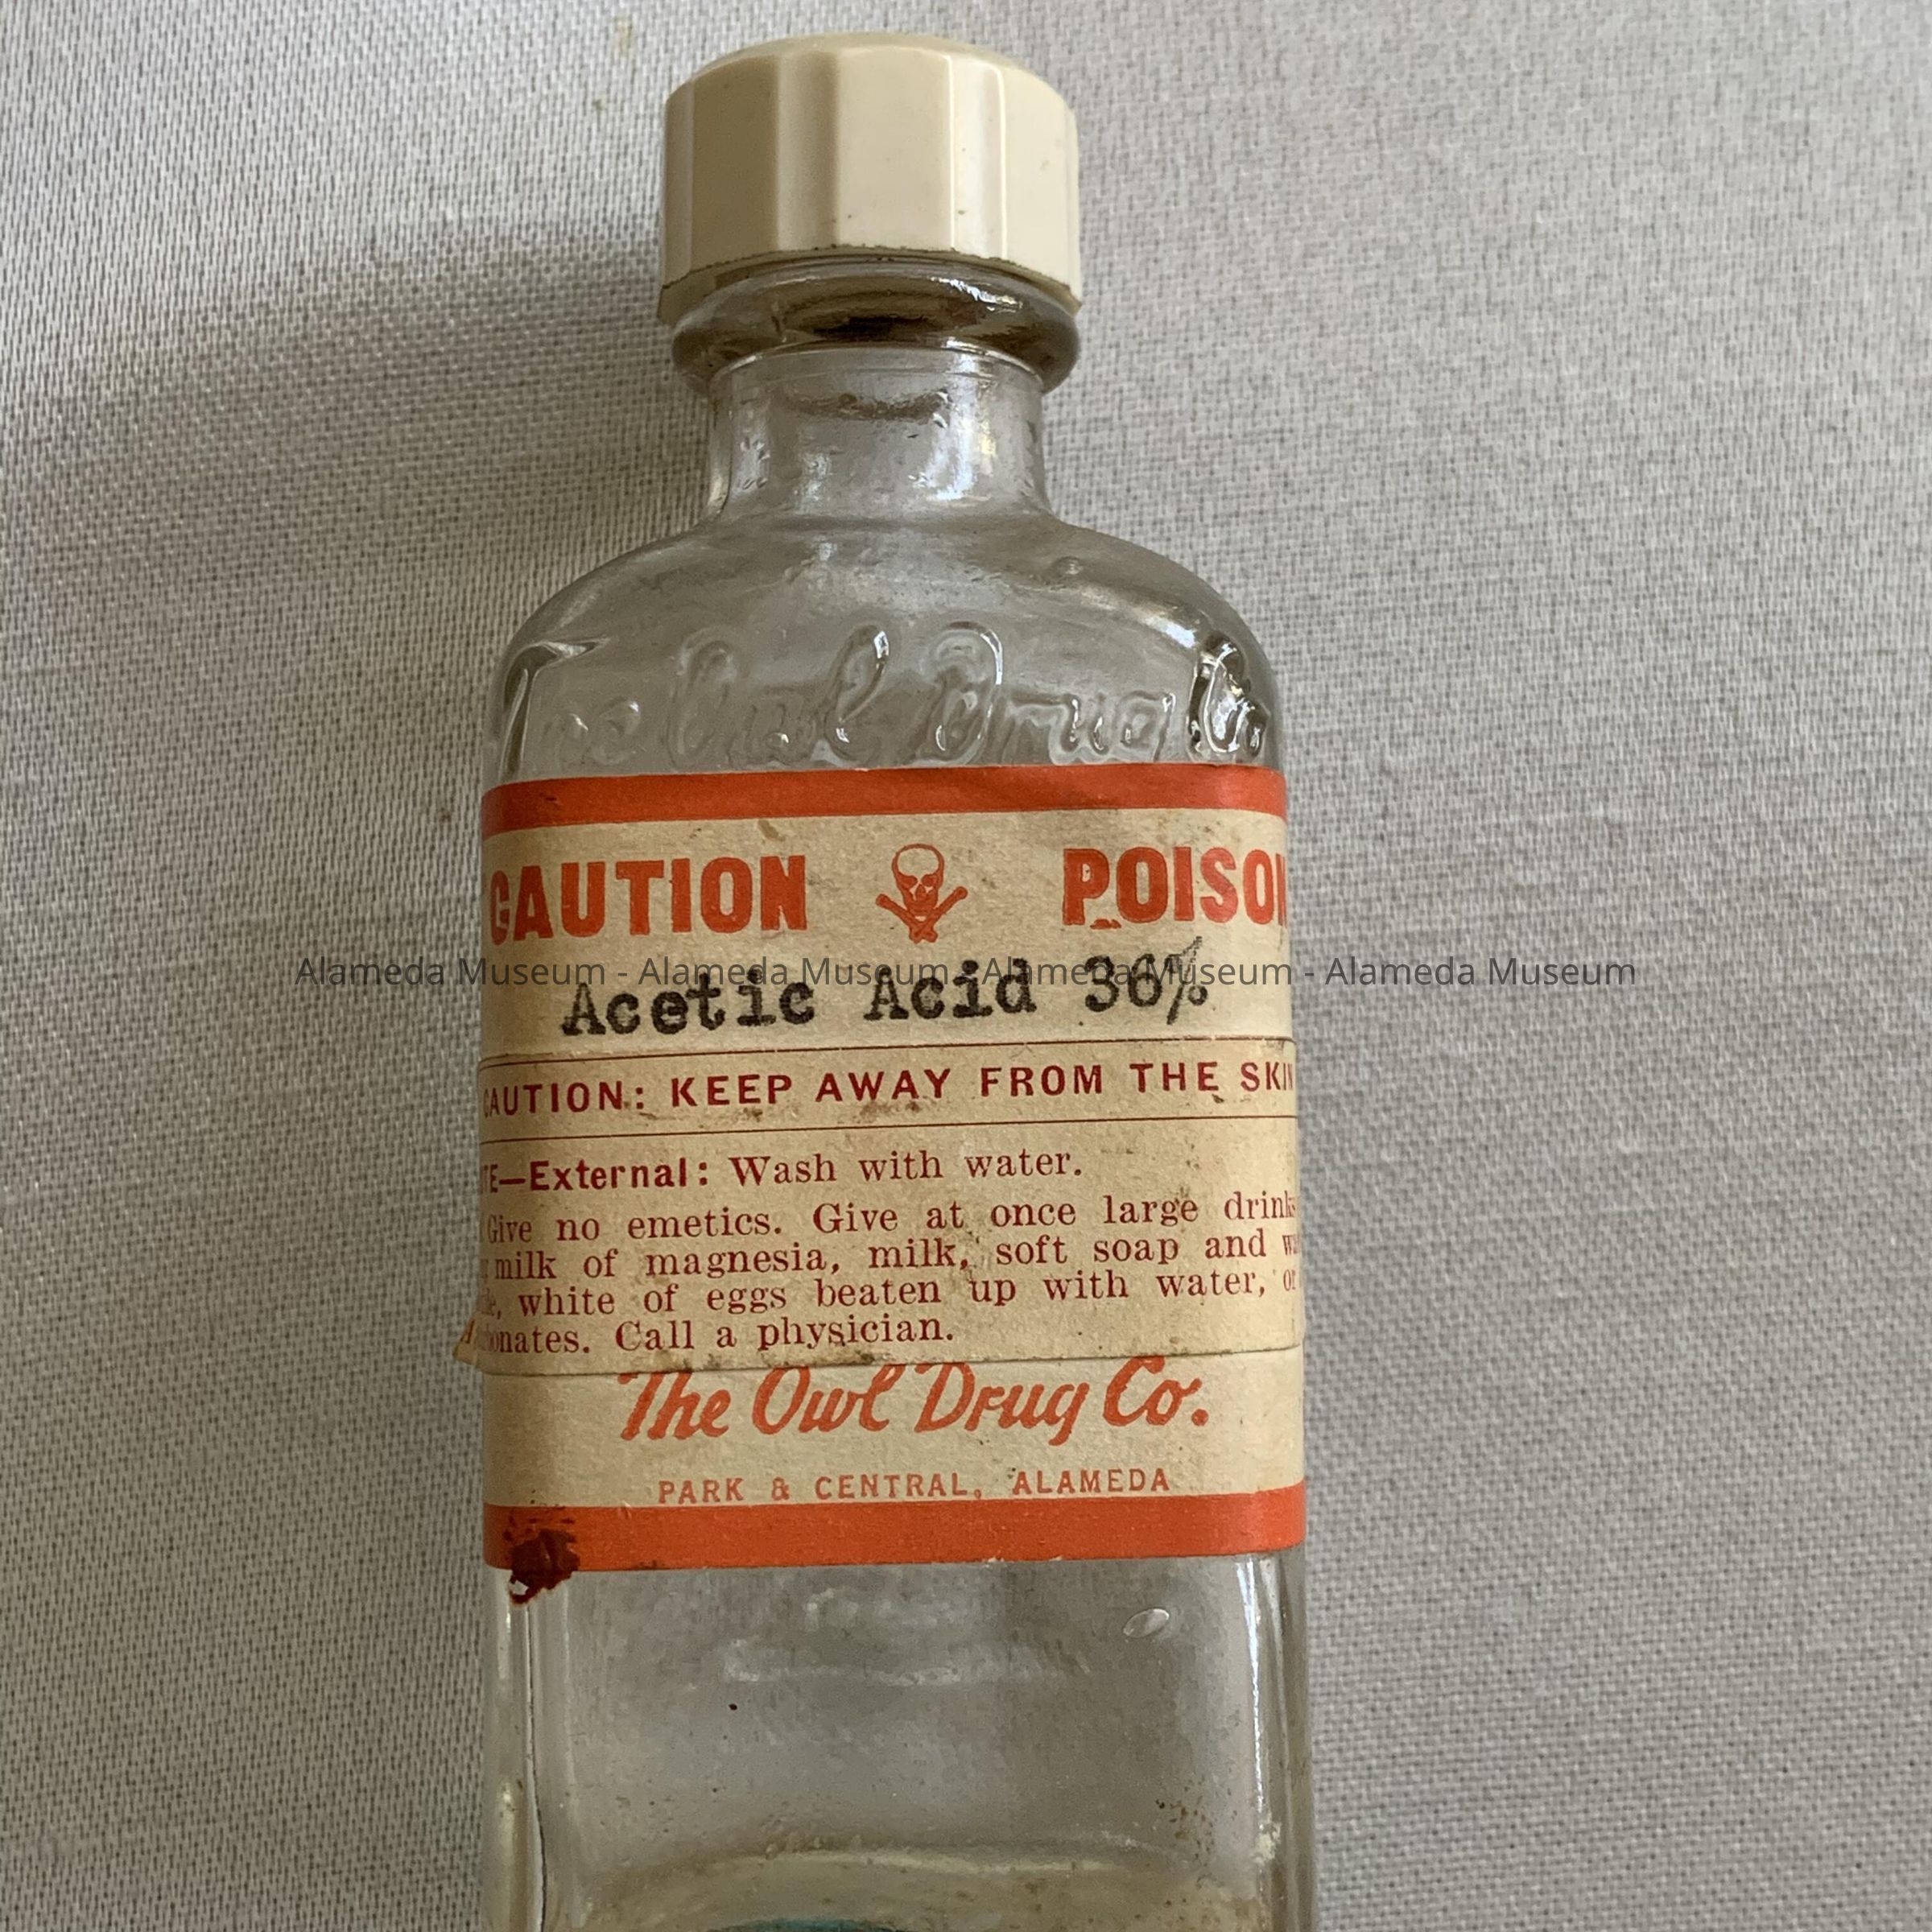 The Owl Drug Co
CAUTION POISON
Alameda Museum - Alameda Museum - Alameda Museum - Alameda Museum
Acetic Acid 36%
CAUTION: KEEP AWAY FROM THE SKIN
TE—External: Wash with water.
Give no emetics. Give at once large drinks
milk of magnesia, milk, soft soap and
white of eggs beaten up with water, or
bonates. Call a physician.
The Owl Drug Co.
PARK & CENTRAL, ALAMEDA